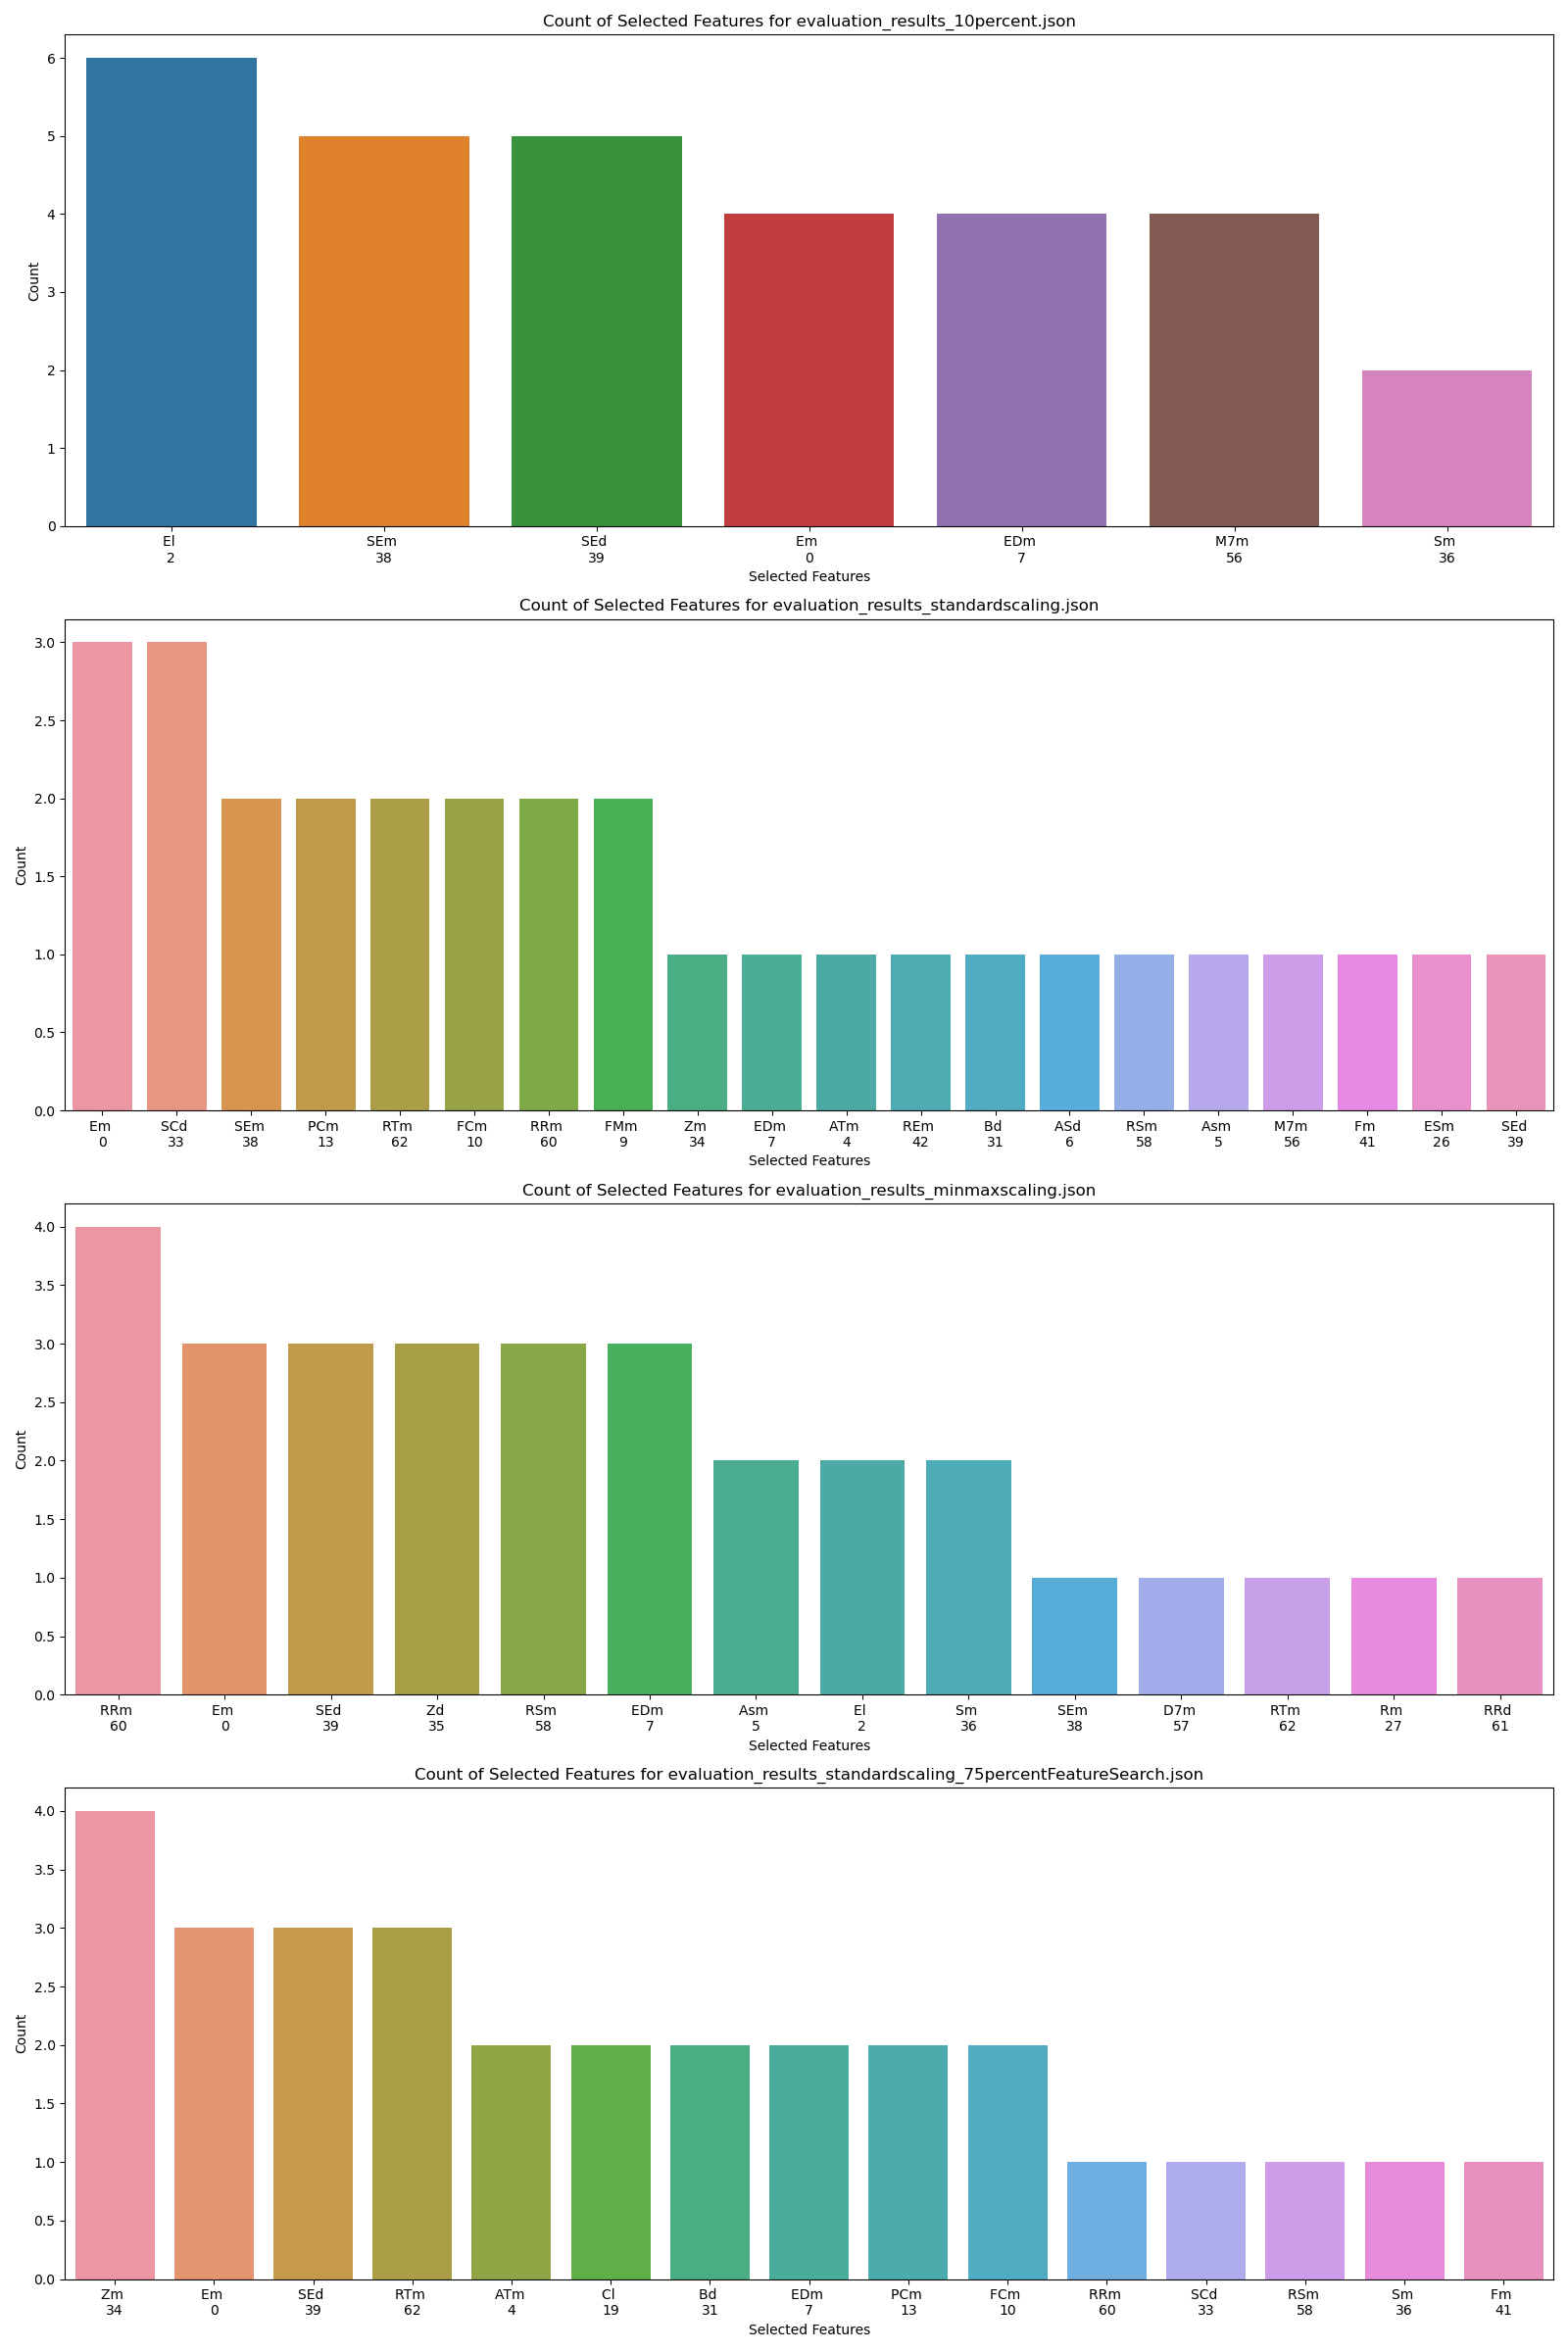 Count of Selected Features for evaluation_results_10percent.json
6
5
4
3
2
1
0
Count
El SEm SEd Em EDm M7m Sm
2 38 39 0 7 56 36
Selected Features
Count of Selected Features for evaluation_results_standardscaling.json
3.0
2.5
2.0
1.5
1.0
0.5
0.0
Count
Em SCd SEm PCm RTm FCm RRm FMm Zm EDm ATm REm Bd ASd RSm Asm M7m Fm ESm SEd
0 33 38 13 62 10 60 9 34 7 4 42 31 6 58 5 56 41 26 39
Selected Features
Count of Selected Features for evaluation_results_minmaxscaling.json
4.0
3.5
3.0
2.5
2.0
1.5
1.0
0.5
0.0
Count
RRm Em SEd Zd RSm EDm Asm El Sm SEm D7m RTm Rm RRd
60 0 39 35 58 7 5 2 36 38 57 62 27 61
Selected Features
Count of Selected Features for evaluation_results_standardscaling_75percentFeatureSearch.json
4.0
3.5
3.0
2.5
2.0
1.5
1.0
0.5
0.0
Count
Zm Em SEd RTm ATm Cl Bd EDm PCm FCm RRm SCd RSm Sm Fm
34 0 39 62 4 19 31 7 13 10 60 33 58 36 41
Selected Features